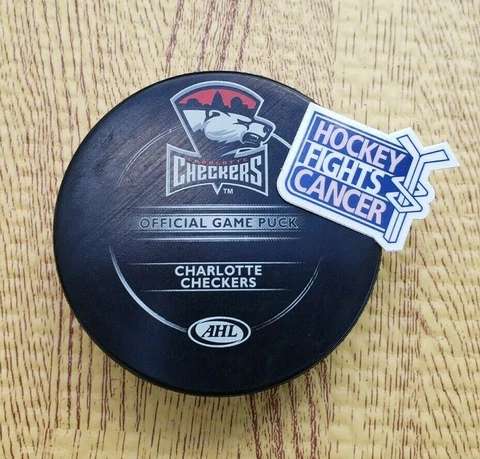 CHARLOTTE
CHECKERS
TM
HOCKEY
FIGHTS
CANCER
OFFICIAL GAME PUCK
CHARLOTTE
CHECKERS
AHL